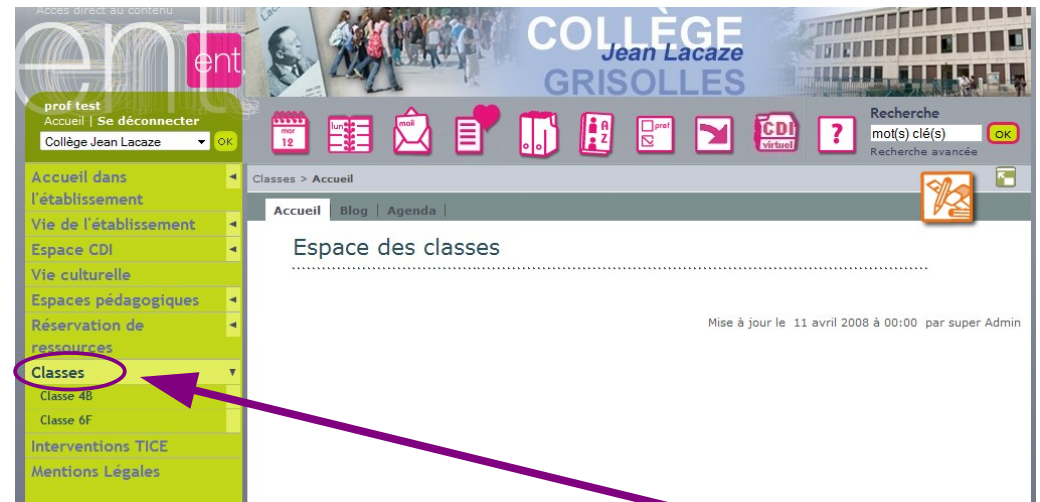 Accès direct au contenu
ent
ent
COLLÈGE
Jean Lacaze
GRISOLLES
prof test
Accueil | Se déconnecter
Collège Jean Lacaze
OK
mar
12
lun
mail
A
Z
pref
CDI
virtuel
?
Recherche
mot(s) clé(s)
OK
Recherche avancée
Accueil dans
l'établissement
Vie de l'établissement
Espace CDI
Vie culturelle
Espaces pédagogiques
Réservation de
ressources
Classes
Classe 4B
Classe 6F
Interventions TICE
Mentions Légales
Classes > Accueil
Accueil | Blog | Agenda |
Espace des classes
Mise à jour le 11 avril 2008 à 00:00 par super Admin